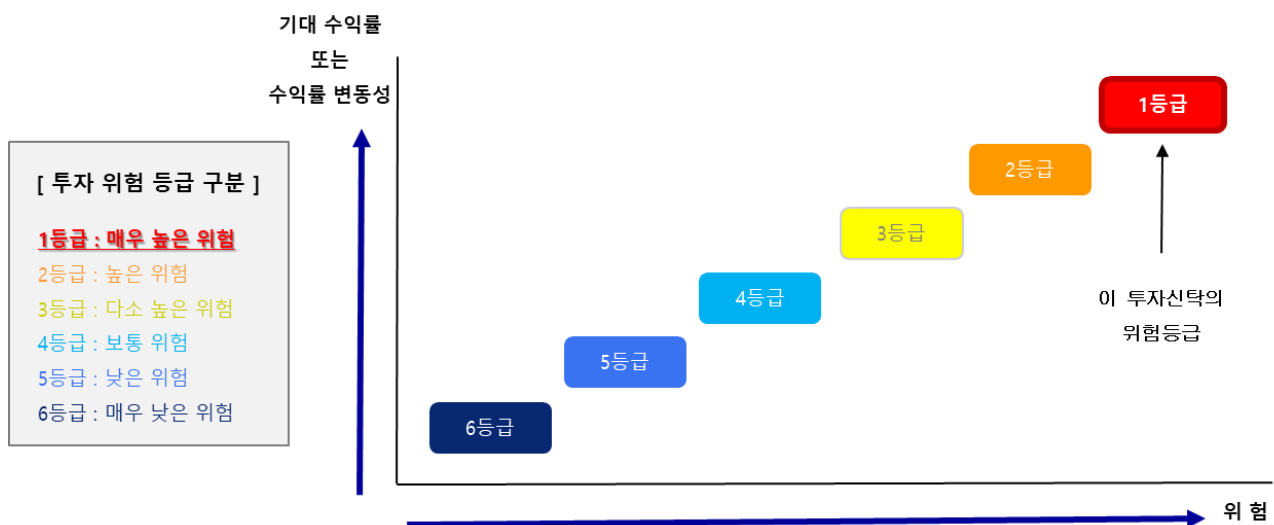 기대 수익률
또는
수익률 변동성
[ 투자 위험 등급 구분 ]
1등급 : 매우 높은 위험
2등급 : 높은 위험
3등급 : 다소 높은 위험
4등급 : 보통 위험
5등급 : 낮은 위험
6등급 : 매우 낮은 위험
1등급
2등급
3등급
4등급
5등급
6등급
이 투자신탁의
위험등급
위 험